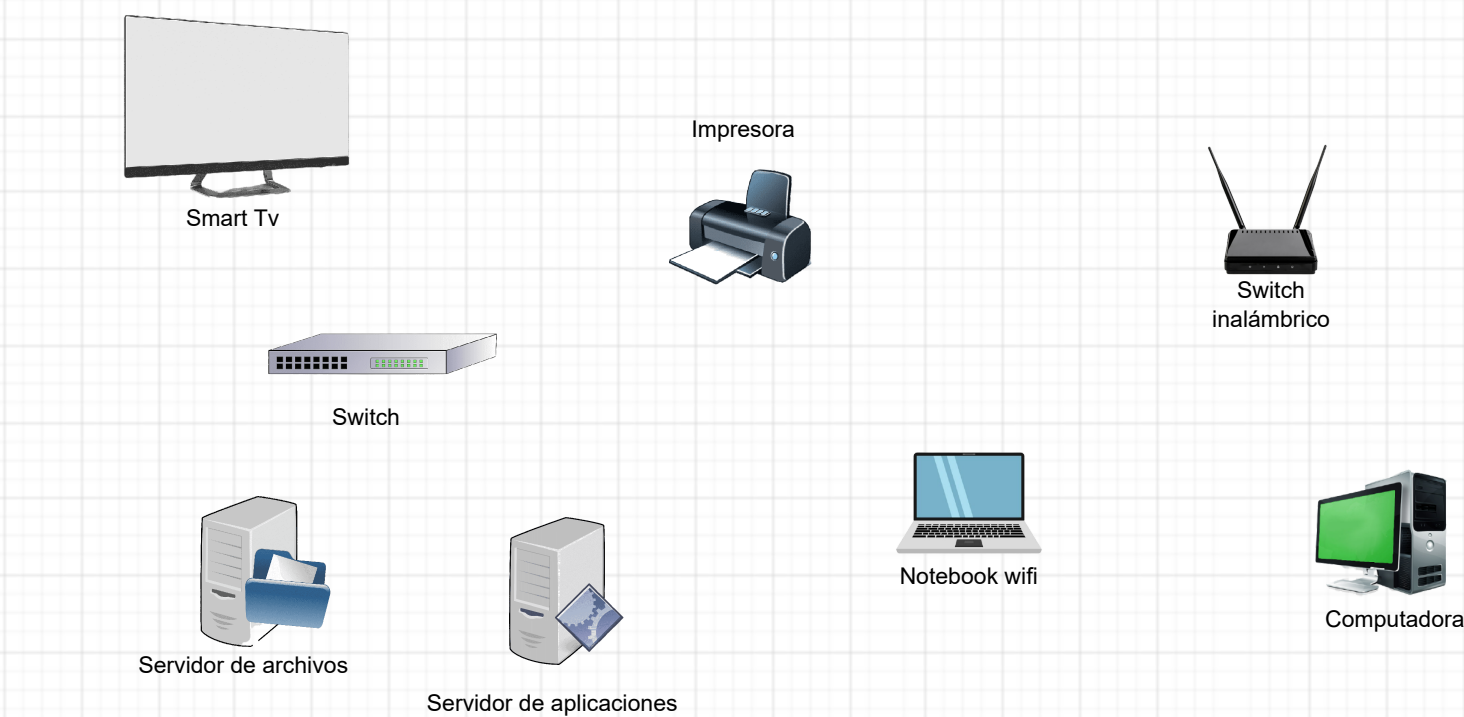 Impresora
Smart Tv
Switch
inalámbrico
Switch
Notebook wifi
Computadora
Servidor de archivos
Servidor de aplicaciones